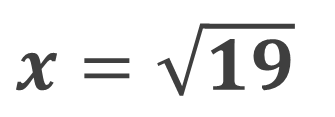 x = √19